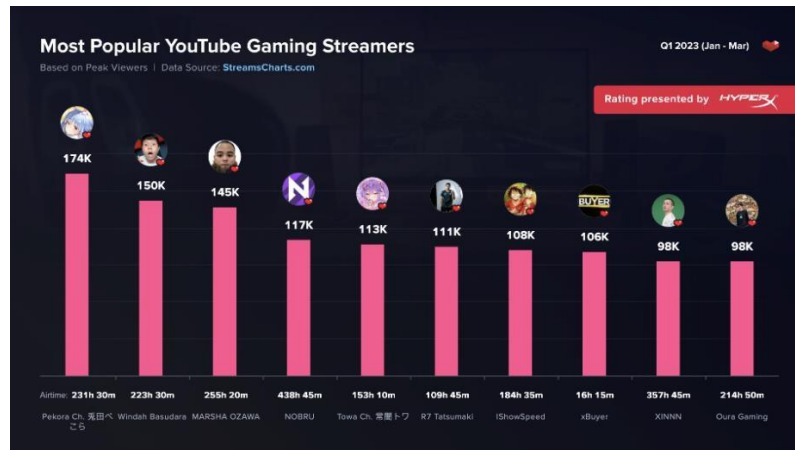 Most Popular YouTube Gaming Streamers
Q1 2023 (Jan - Mar)
Based on Peak Viewers | Data Source: StreamsCharts.com
Rating presented by HYPERX
174K
150K
145K
117K
113K
111K
108K
106K
98K
98K
N
BUYER
Airtime: 231h 30m 223h 30m 255h 20m 438h 45m 153h 10m 109h 45m 184h 35m 16h 15m 357h 45m 214h 50m
Pekora Ch. 兎田ぺ Windah Basudara MARSHA OZAWA NOBRU Towa Ch. 常闇トワ R7 Tatsumaki IShowSpeed xBuyer XINNN Oura Gaming
こら